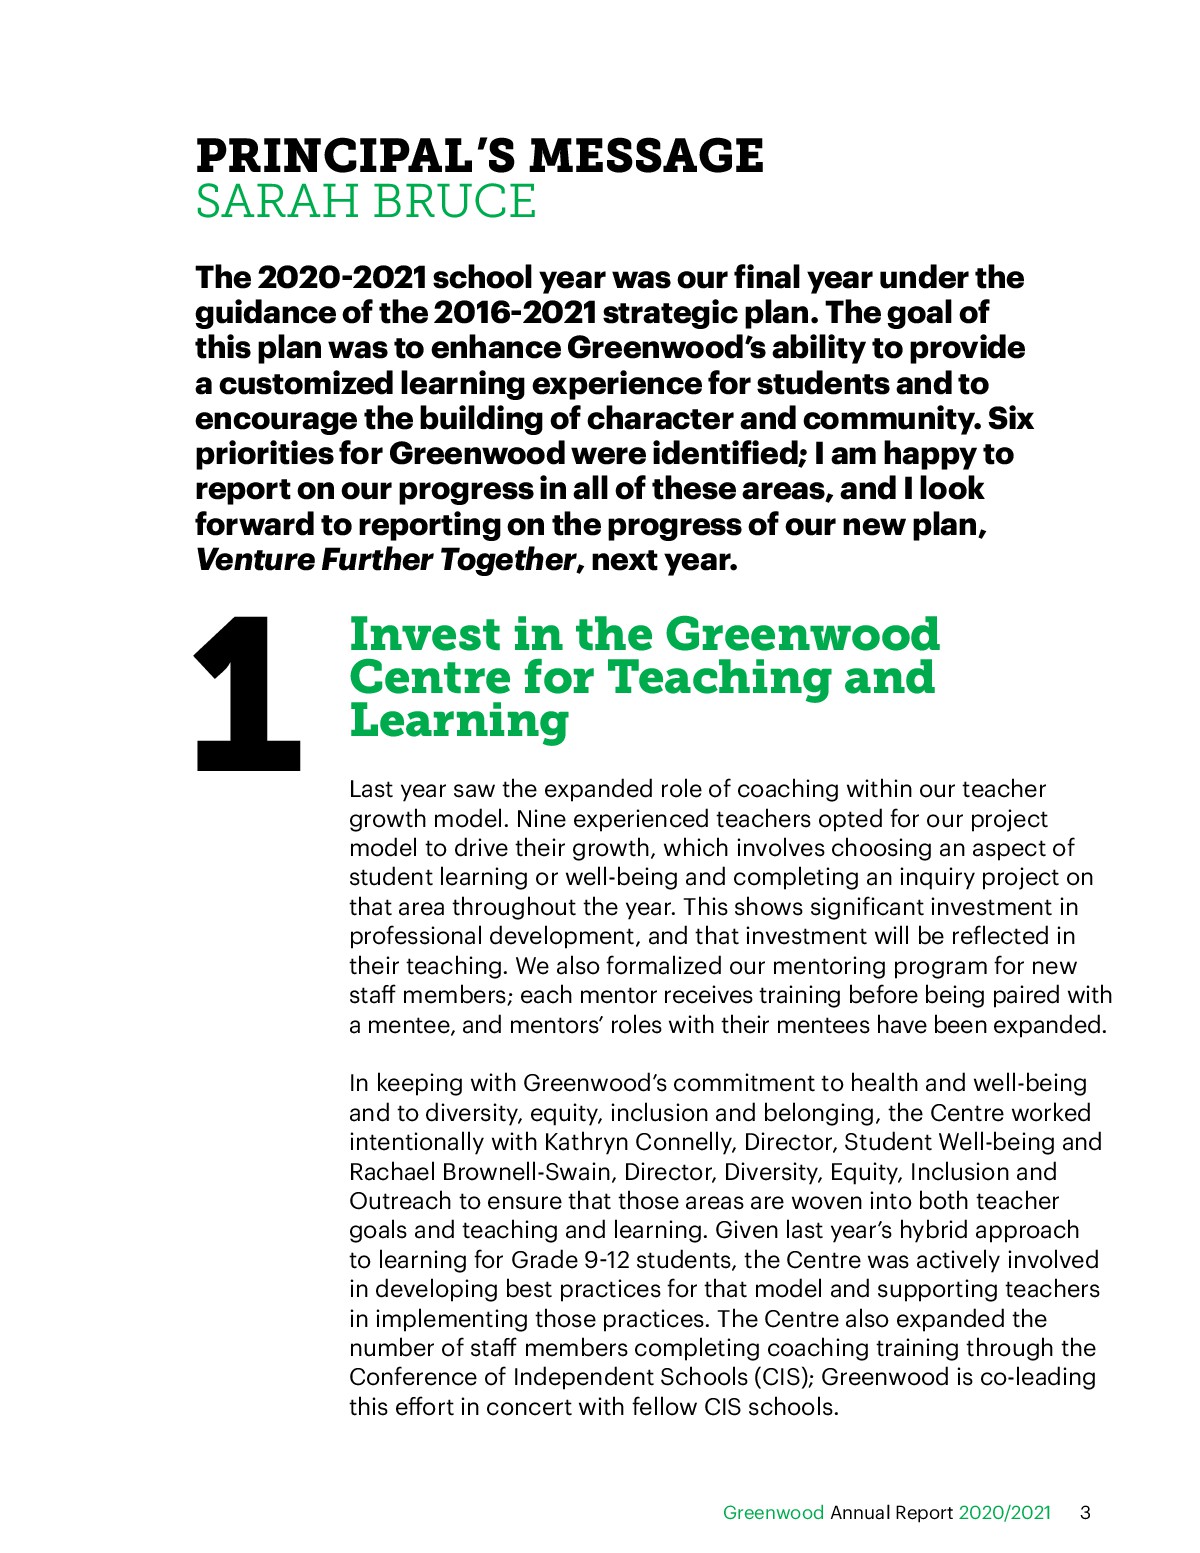 PRINCIPAL'S MESSAGE
SARAH BRUCE
The 2020-2021 school year was our final year under the
guidance of the 2016-2021 strategic plan. The goal of
this plan was to enhance Greenwood’s ability to provide
a customized learning experience for students and to
encourage the building of character and community. Six
priorities for Greenwood were identified; I am happy to
report on our progress in all of these areas, and I look
forward to reporting on the progress of our new plan,
Venture Further Together, next year.
1
Invest in the Greenwood
Centre for Teaching and
Learning
Last year saw the expanded role of coaching within our teacher
growth model. Nine experienced teachers opted for our project
model to drive their growth, which involves choosing an aspect of
student learning or well-being and completing an inquiry project on
that area throughout the year. This shows significant investment in
professional development, and that investment will be reflected in
their teaching. We also formalized our mentoring program for new
staff members; each mentor receives training before being paired with
a mentee, and mentors’ roles with their mentees have been expanded.
In keeping with Greenwood’s commitment to health and well-being
and to diversity, equity, inclusion and belonging, the Centre worked
intentionally with Kathryn Connelly, Director, Student Well-being and
Rachael Brownell-Swain, Director, Diversity, Equity, Inclusion and
Outreach to ensure that those areas are woven into both teacher
goals and teaching and learning. Given last year’s hybrid approach
to learning for Grade 9-12 students, the Centre was actively involved
in developing best practices for that model and supporting teachers
in implementing those practices. The Centre also expanded the
number of staff members completing coaching training through the
Conference of Independent Schools (CIS); Greenwood is co-leading
this effort in concert with fellow CIS schools.
Greenwood Annual Report 2020/2021 3